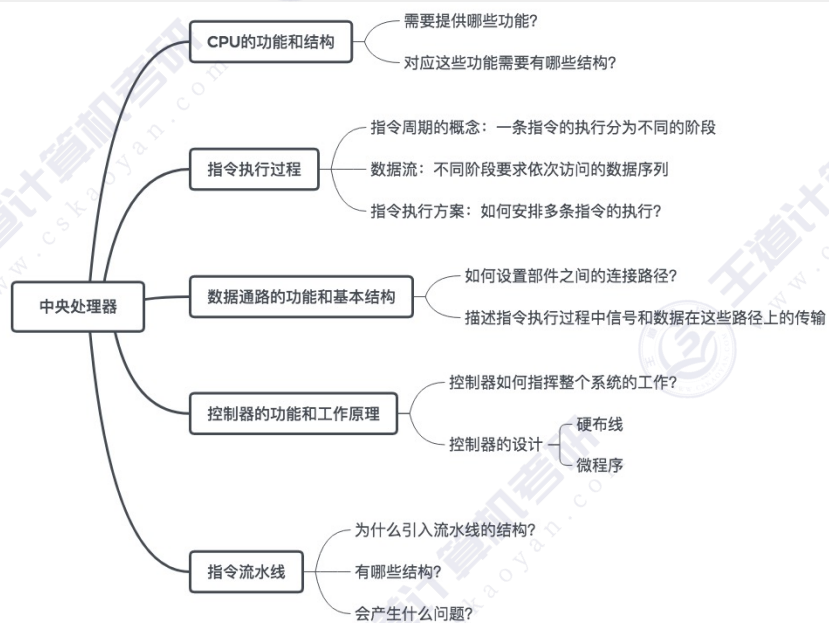 CPU的功能和结构
需要提供哪些功能?
对应这些功能需要有哪些结构?
指令执行过程
指令周期的概念：一条指令的执行分为不同的阶段
数据流：不同阶段要求依次访问的数据序列
指令执行方案：如何安排多条指令的执行?
中央处理器
数据通路的功能和基本结构
如何设置部件之间的连接路径?
描述指令执行过程中信号和数据在这些路径上的传输
控制器的功能和工作原理
控制器如何指挥整个系统的工作?
控制器的设计
硬布线
微程序
指令流水线
为什么引入流水线的结构?
有哪些结构?
会产生什么问题?